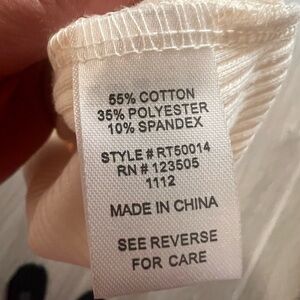 55% COTTON
35% POLYESTER
10% SPANDEX
STYLE # RT50014
RN # 123505
1112
MADE IN CHINA
SEE REVERSE
FOR CARE